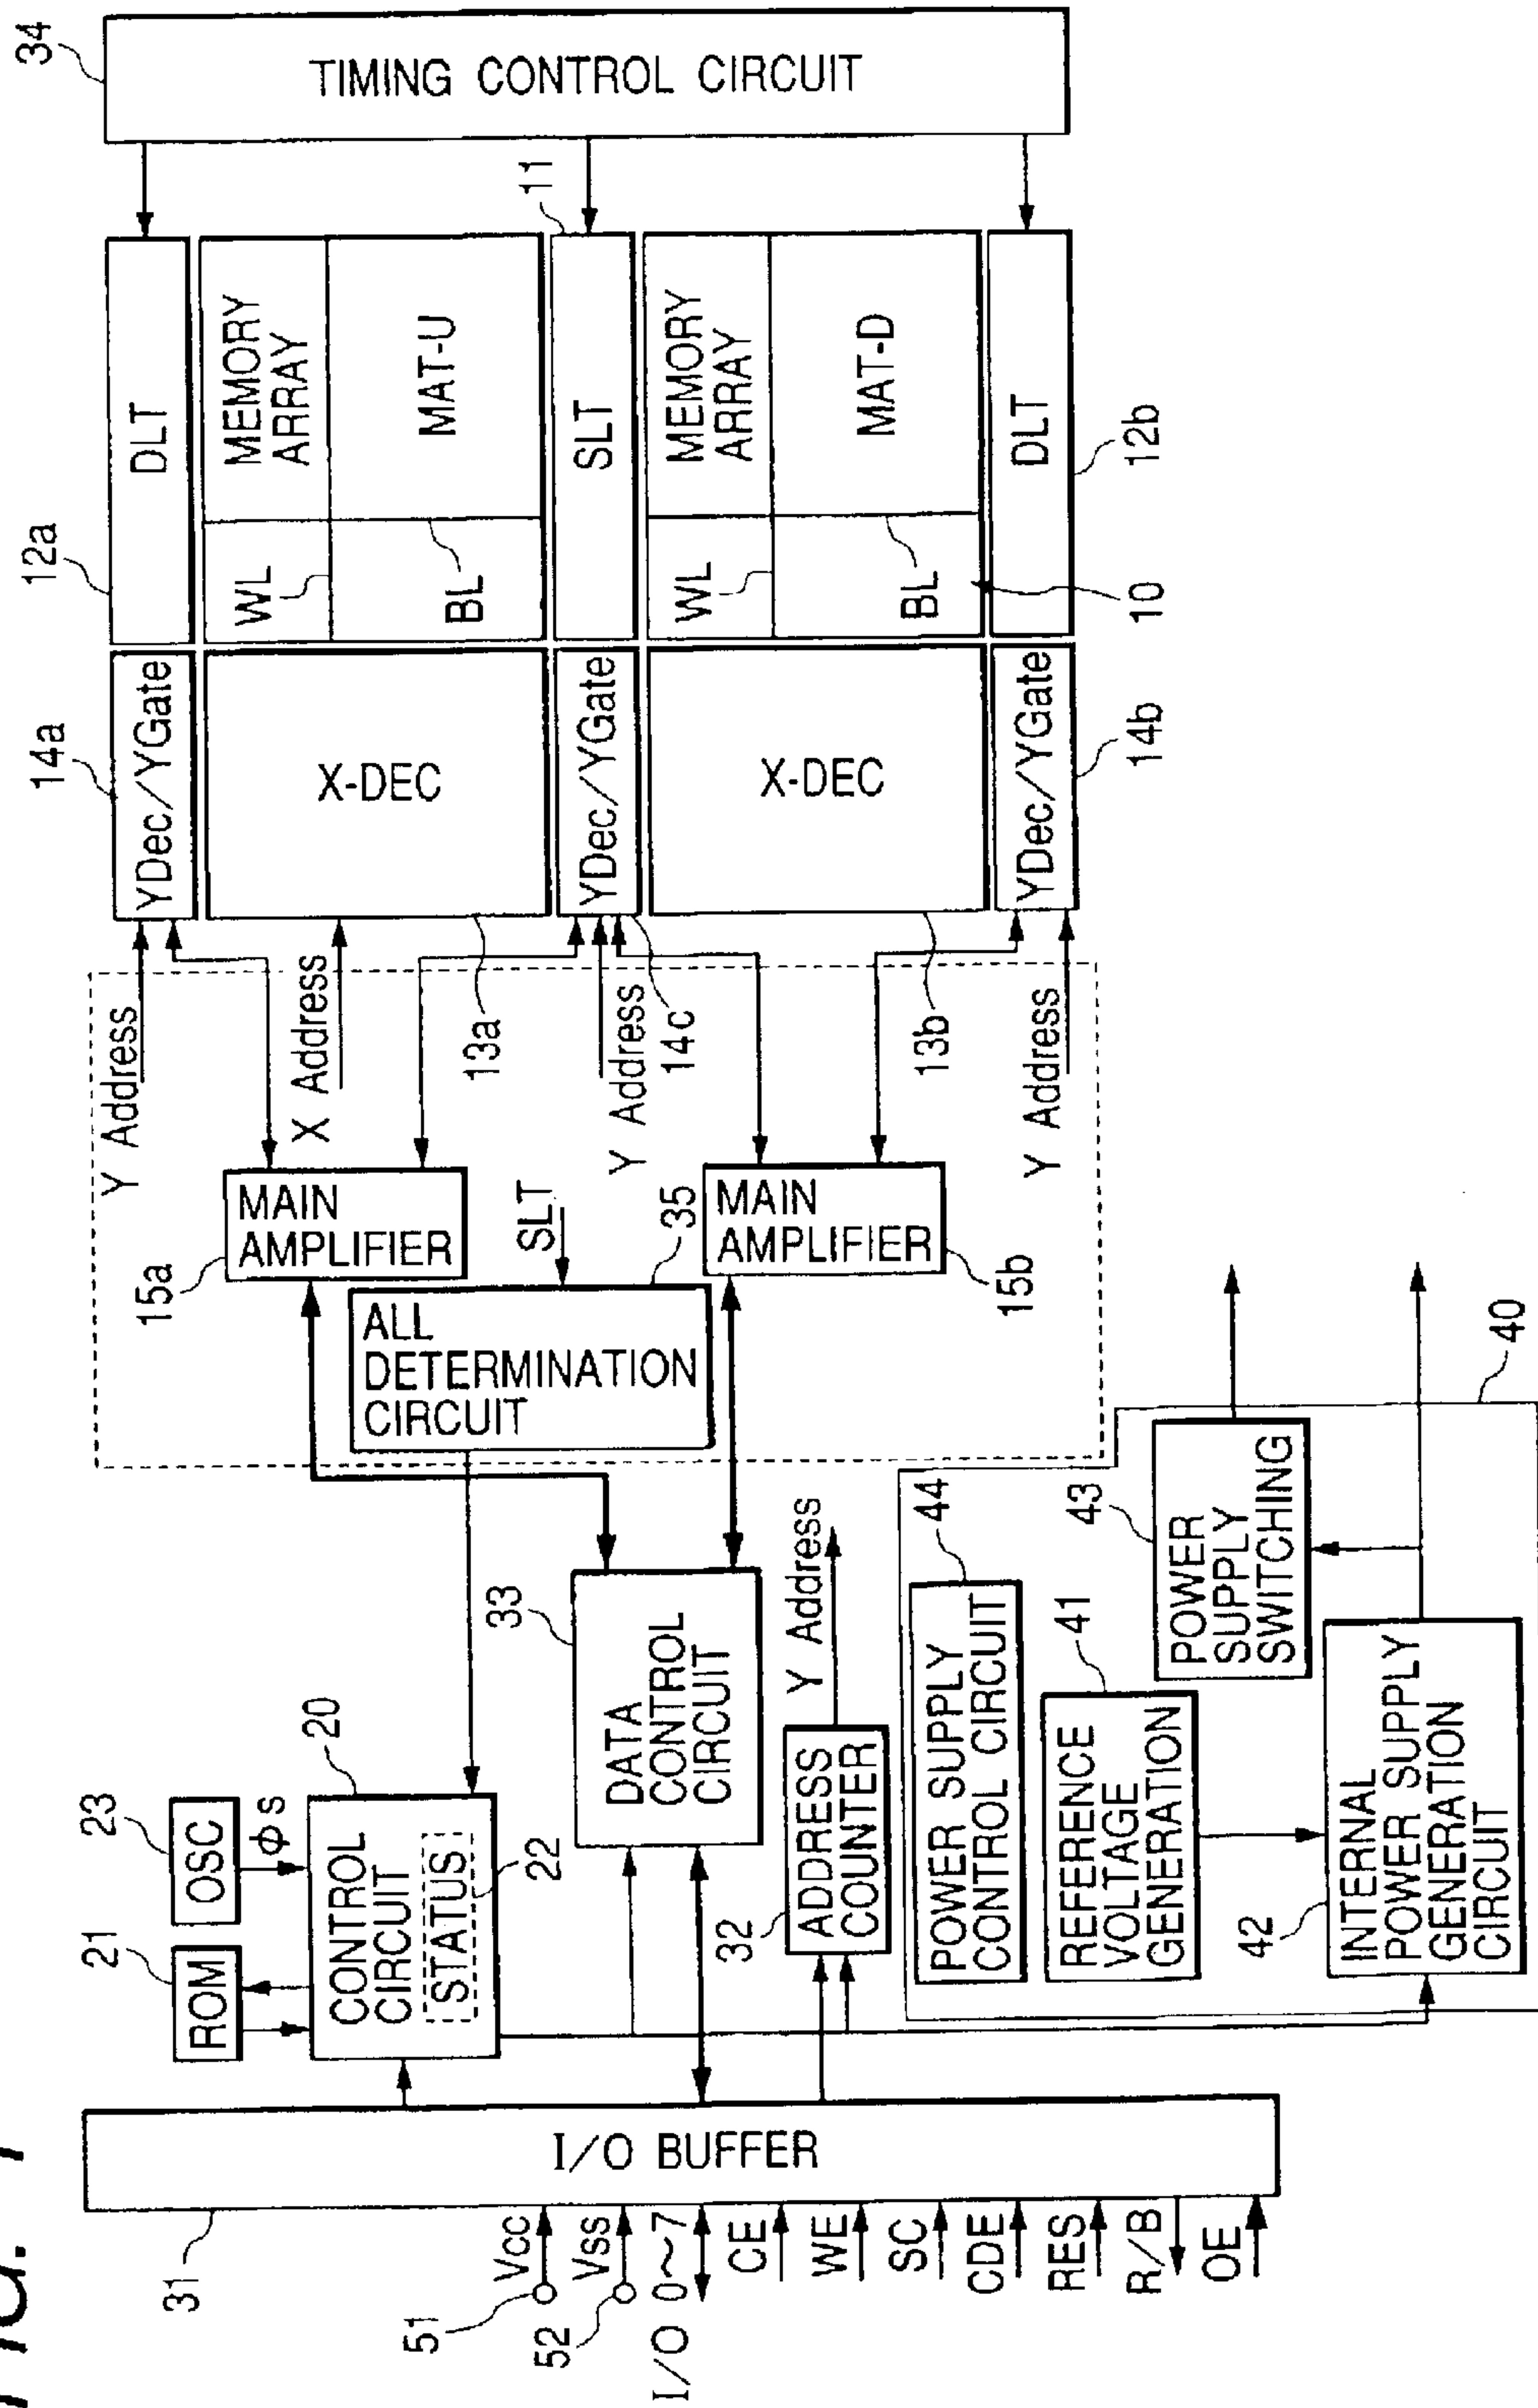 FIG. 1
31
I/O BUFFER
51
Vcc
52
Vss
I/O 0~7
CE
WE
SC
CDE
RES
R/B
OE
21
ROM
23
OSC
φs
20
CONTROL
CIRCUIT
STATUS
22
33
DATA
CONTROL
CIRCUIT
32
ADDRESS
COUNTER
Y Address
44
POWER SUPPLY
CONTROL CIRCUIT
41
REFERENCE
VOLTAGE
GENERATION
43
POWER
SUPPLY
SWITCHING
42
INTERNAL
POWER SUPPLY
GENERATION
CIRCUIT
40
15a
MAIN
AMPLIFIER
ALL
DETERMINATION
CIRCUIT
SLT
35
MAIN
AMPLIFIER
15b
Y Address
X Address
13a
Y Address
14c
13b
Y Address
14a
YDec/YGate
X-DEC
YDec/YGate
X-DEC
YDec/YGate
14b
12a
DLT
WL
MEMORY
ARRAY
BL
MAT-U
11
SLT
WL
MEMORY
ARRAY
BL
MAT-D
10
DLT
12b
34
TIMING CONTROL CIRCUIT